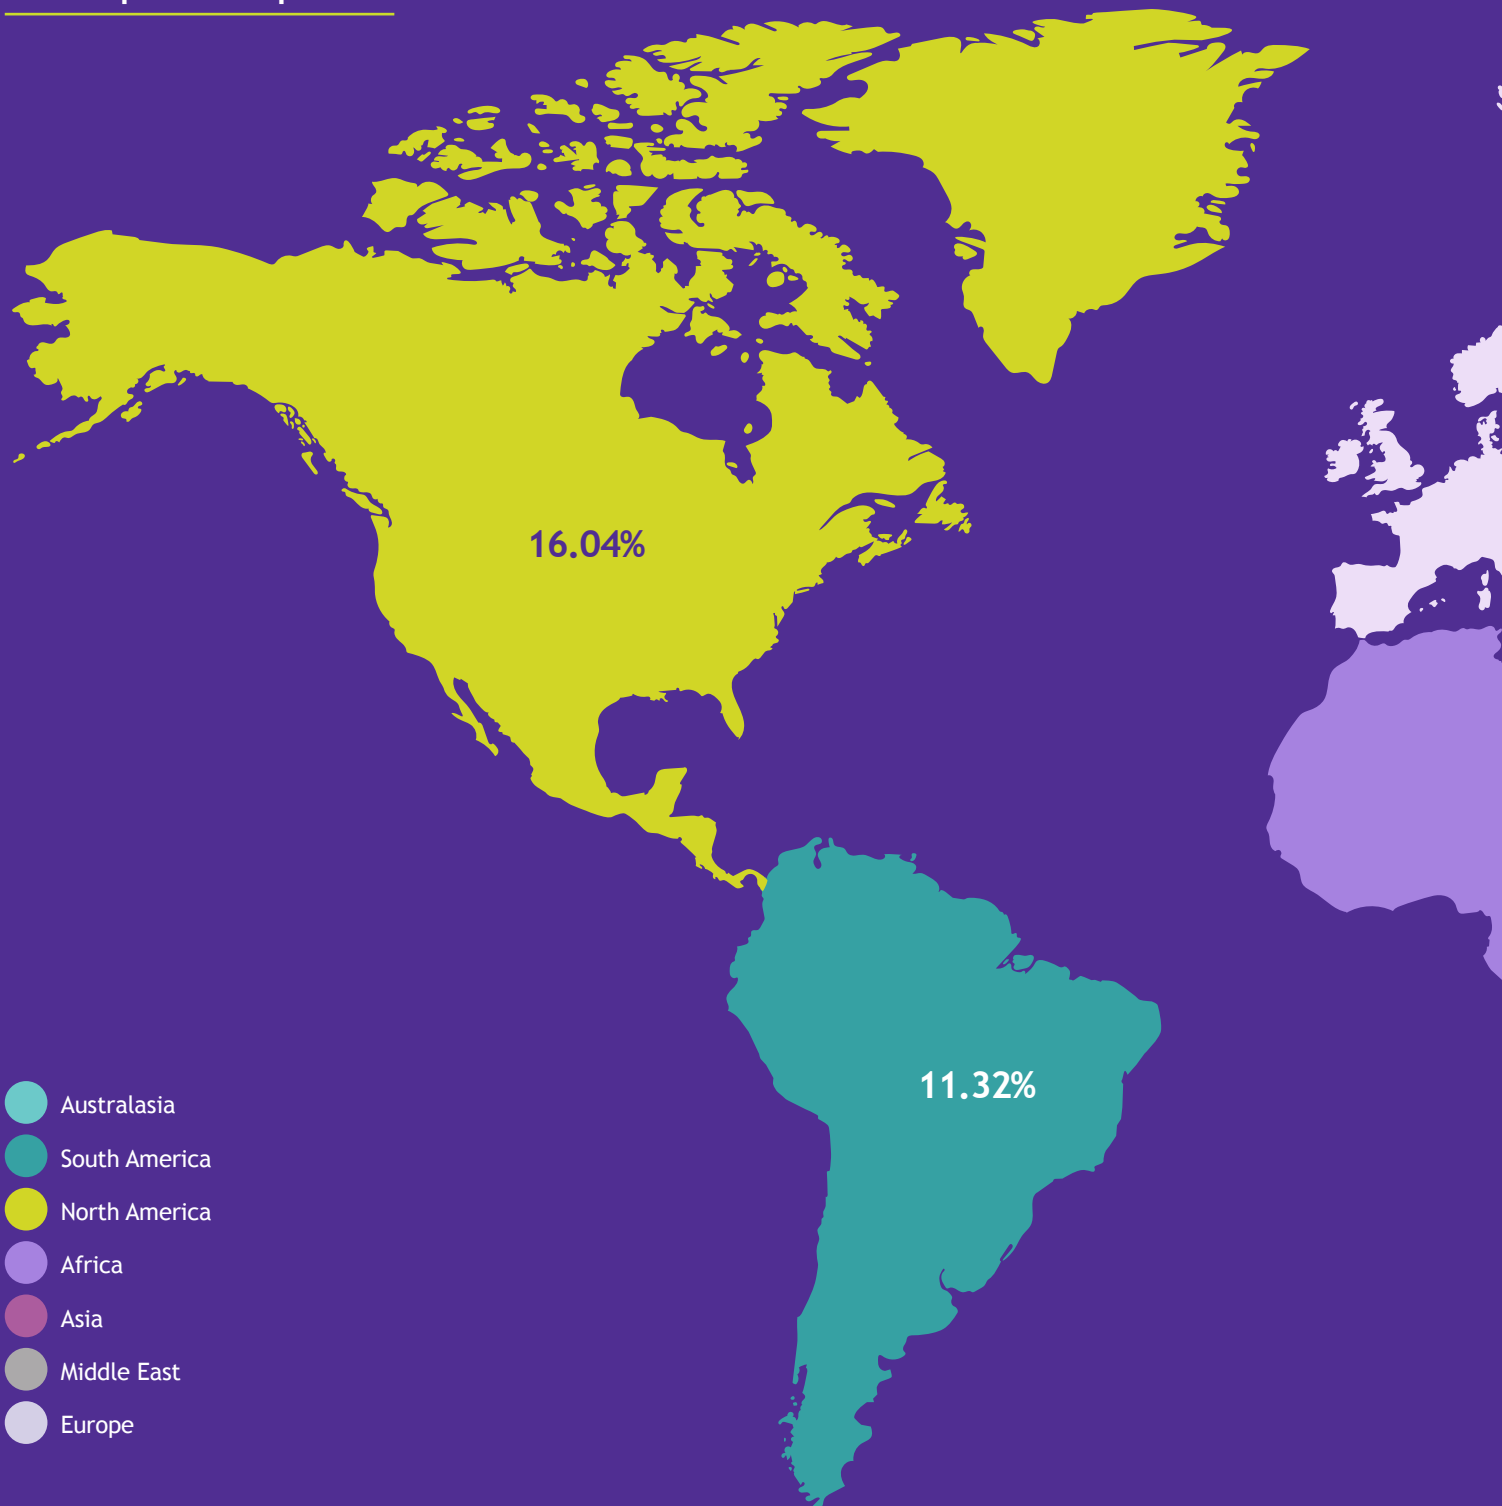 16.04%
11.32%
Australasia
South America
North America
Africa
Asia
Middle East
Europe